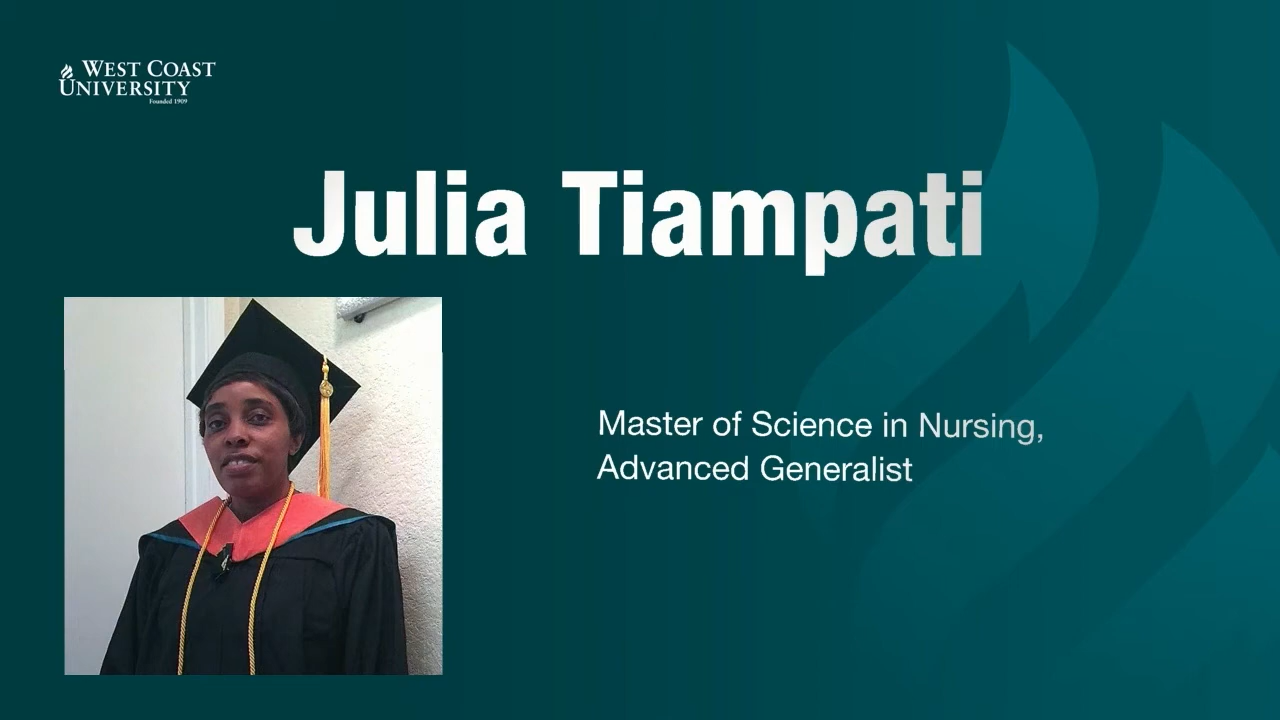 WEST COAST
UNIVERSITY
Founded 1909
Julia Tiampati
Master of Science in Nursing,
Advanced Generalist